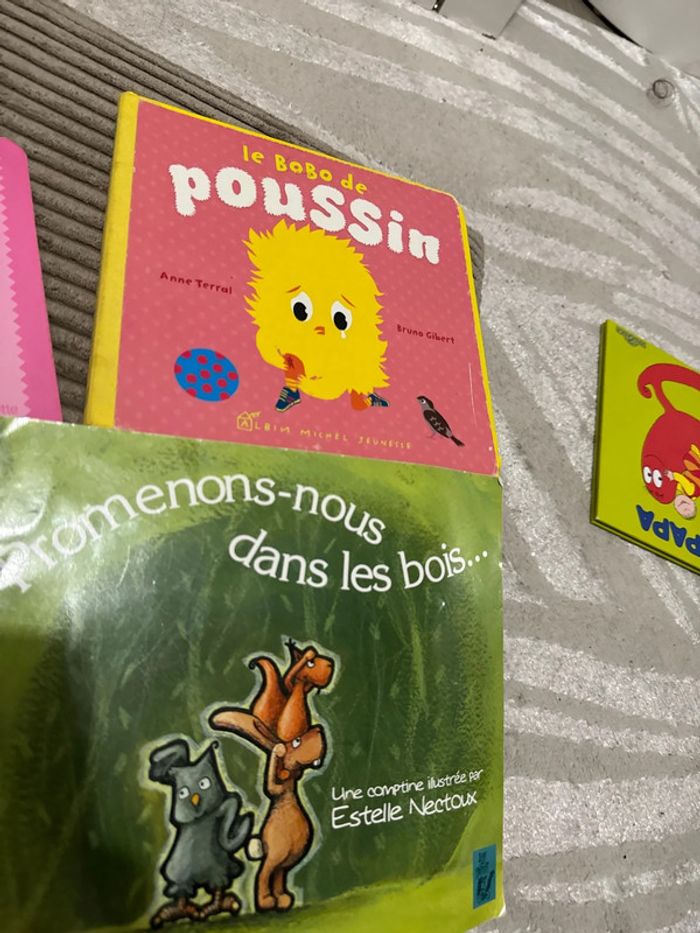 le BoBo de
poussin
Anne Terral
Bruno Gibert
ALBIN MICHEL JEUNESSE
Promenons-nous
dans les bois...
Une comptine illustrée par
Estelle Nectoux
PAPA